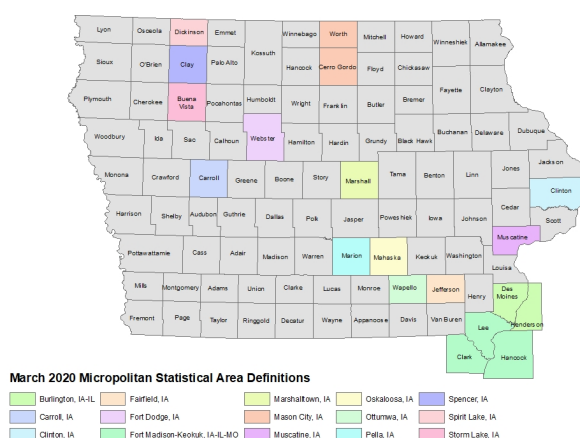 Lyon Osceola Dickinson Emmet Winnebago Worth Mitchell Howard Winneshiek Allamakee
Kossuth
Sioux O'Brien Clay Palo Alto Hancock Cerro Gordo Floyd Chickasaw
Plymouth Cherokee Buena Vista Pocahontas Humboldt Wright Franklin Butler Bremer Fayette Clayton
Woodbury Ida Sac Calhoun Webster Hamilton Hardin Grundy Black Hawk Buchanan Delaware Dubuque
Monona Crawford Carroll Greene Boone Story Marshall Tama Benton Linn Jones Jackson
Clinton
Harrison Shelby Audubon Guthrie Dallas Polk Jasper Poweshiek Iowa Johnson Cedar Scott
Muscatine
Pottawattamie Cass Adair Madison Warren Marion Mahaska Keokuk Washington Louisa
Mills Montgomery Adams Union Clarke Lucas Monroe Wapello Jefferson Henry Des Moines
Fremont Page Taylor Ringgold Decatur Wayne Appanoose Davis Van Buren Lee Henderson
Clark Hancock
March 2020 Micropolitan Statistical Area Definitions
Burlington, IA-IL Fairfield, IA Marshalltown, IA Oskaloosa, IA Spencer, IA
Carroll, IA Fort Dodge, IA Mason City, IA Ottumwa, IA Spirit Lake, IA
Clinton, IA Fort Madison-Keokuk, IA-IL-MO Muscatine, IA Pella, IA Storm Lake, IA